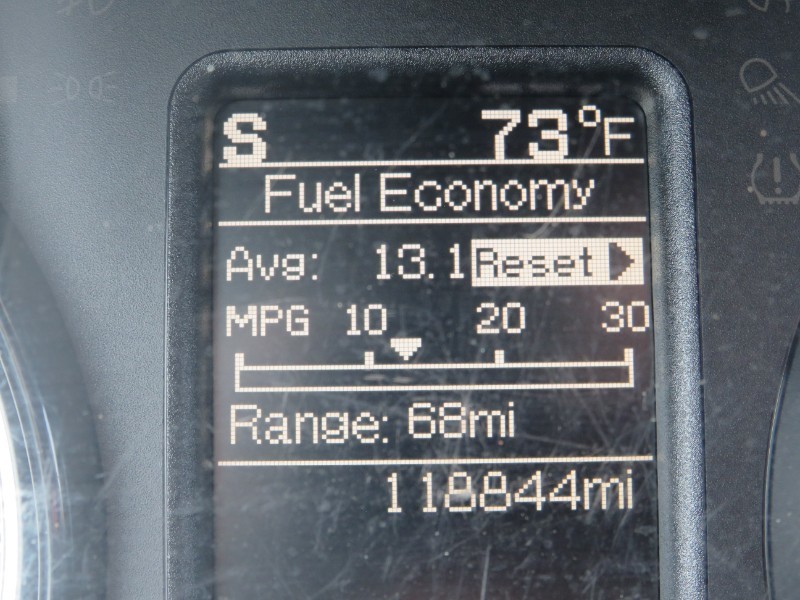 S 73°F
Fuel Economy
Avg: 13.1 Reset
MPG 10 20 30
Range: 68mi
118844mi